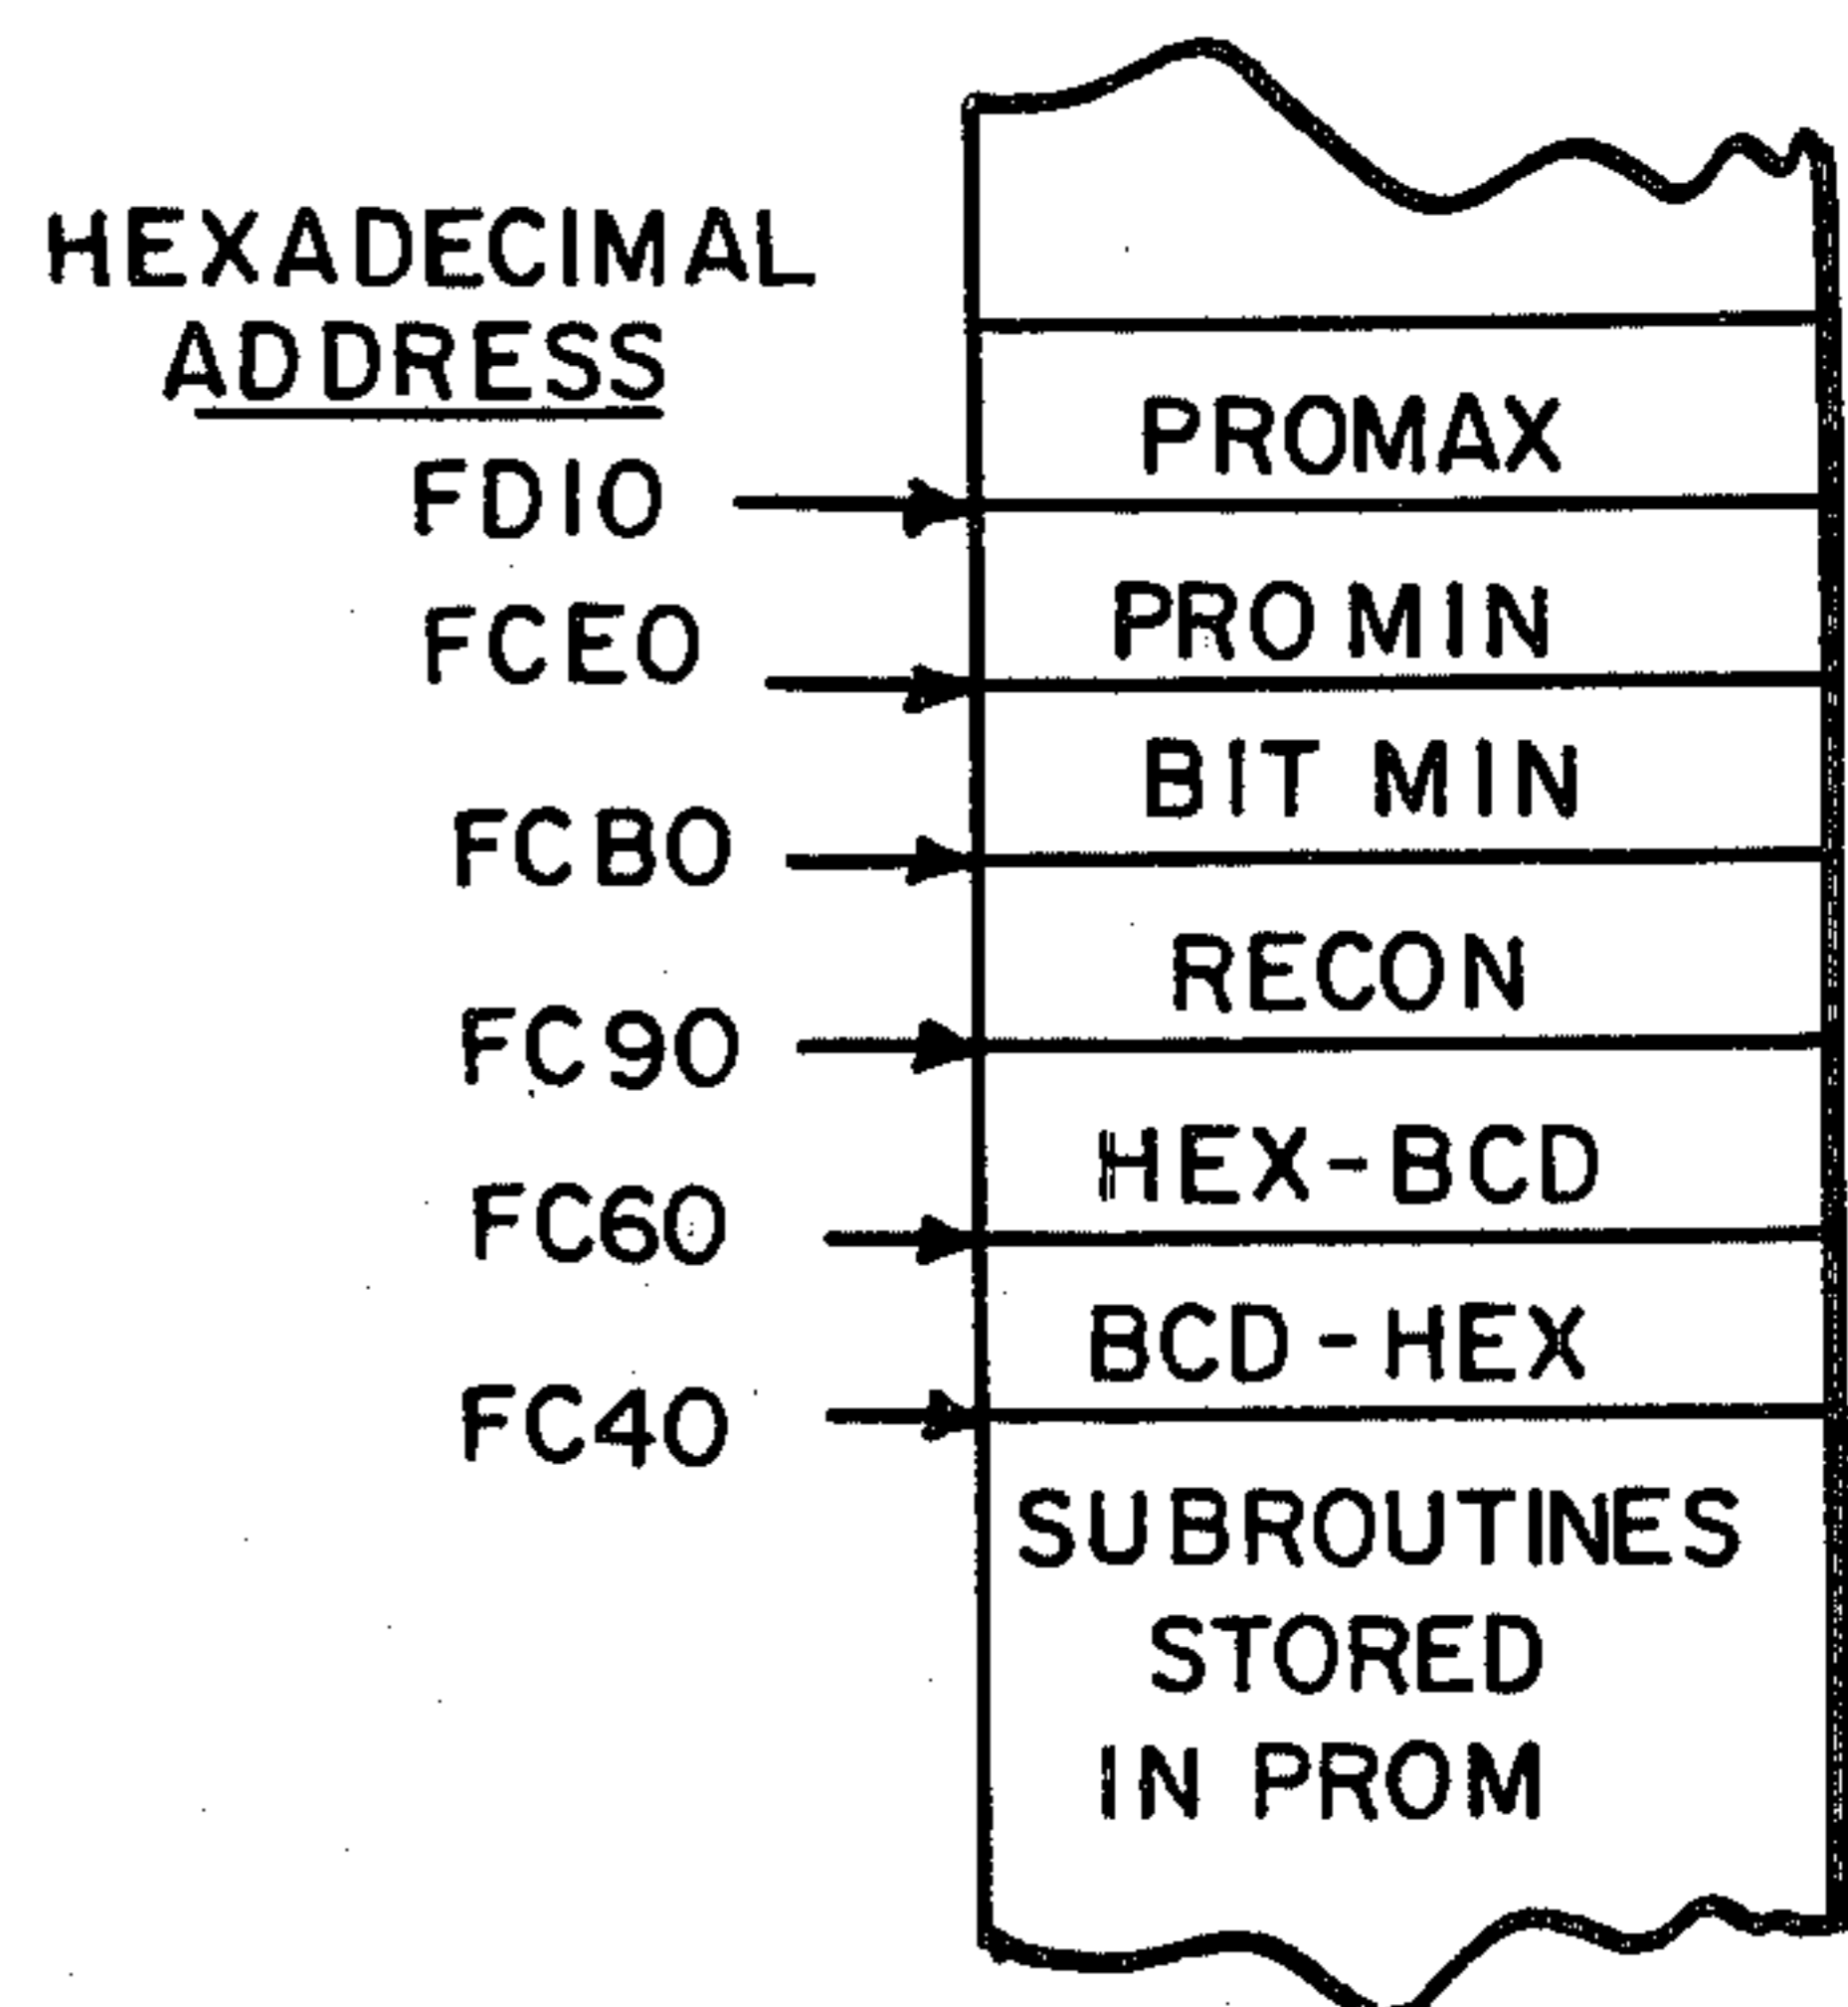 HEXADECIMAL
ADDRESS
PROMAX
FD10
PRO MIN
FCE0
BIT MIN
FCB0
RECON
FC90
HEX-BCD
FC60
BCD-HEX
FC40
SUBROUTINES
STORED
IN PROM